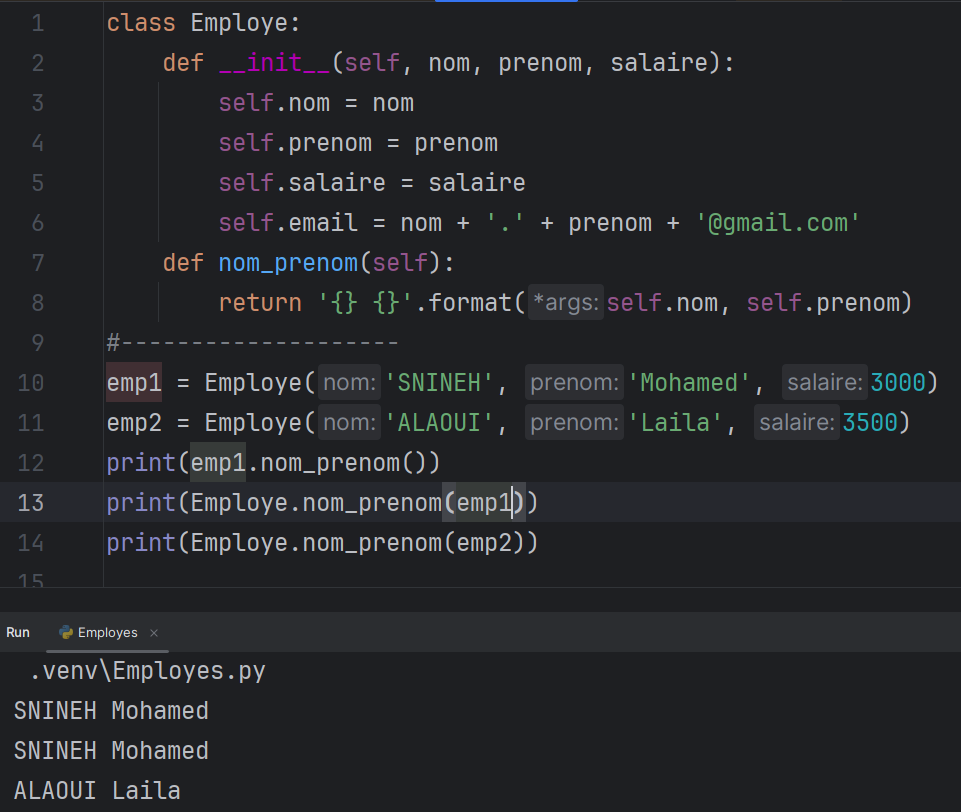 1 class Employe:
2     def __init__(self, nom, prenom, salaire):
3         self.nom = nom
4         self.prenom = prenom
5         self.salaire = salaire
6         self.email = nom + '.' + prenom + '@gmail.com'
7     def nom_prenom(self):
8         return '{} {}'.format( *args: self.nom, self.prenom)
9 #--------------------
10 emp1 = Employe( nom: 'SNINEH', prenom: 'Mohamed', salaire: 3000)
11 emp2 = Employe( nom: 'ALAOUI', prenom: 'Laila', salaire: 3500)
12 print(emp1.nom_prenom())
13 print(Employe.nom_prenom(emp1))
14 print(Employe.nom_prenom(emp2))
15
Run Employes ×
.venv\Employes.py
SNINEH Mohamed
SNINEH Mohamed
ALAOUI Laila